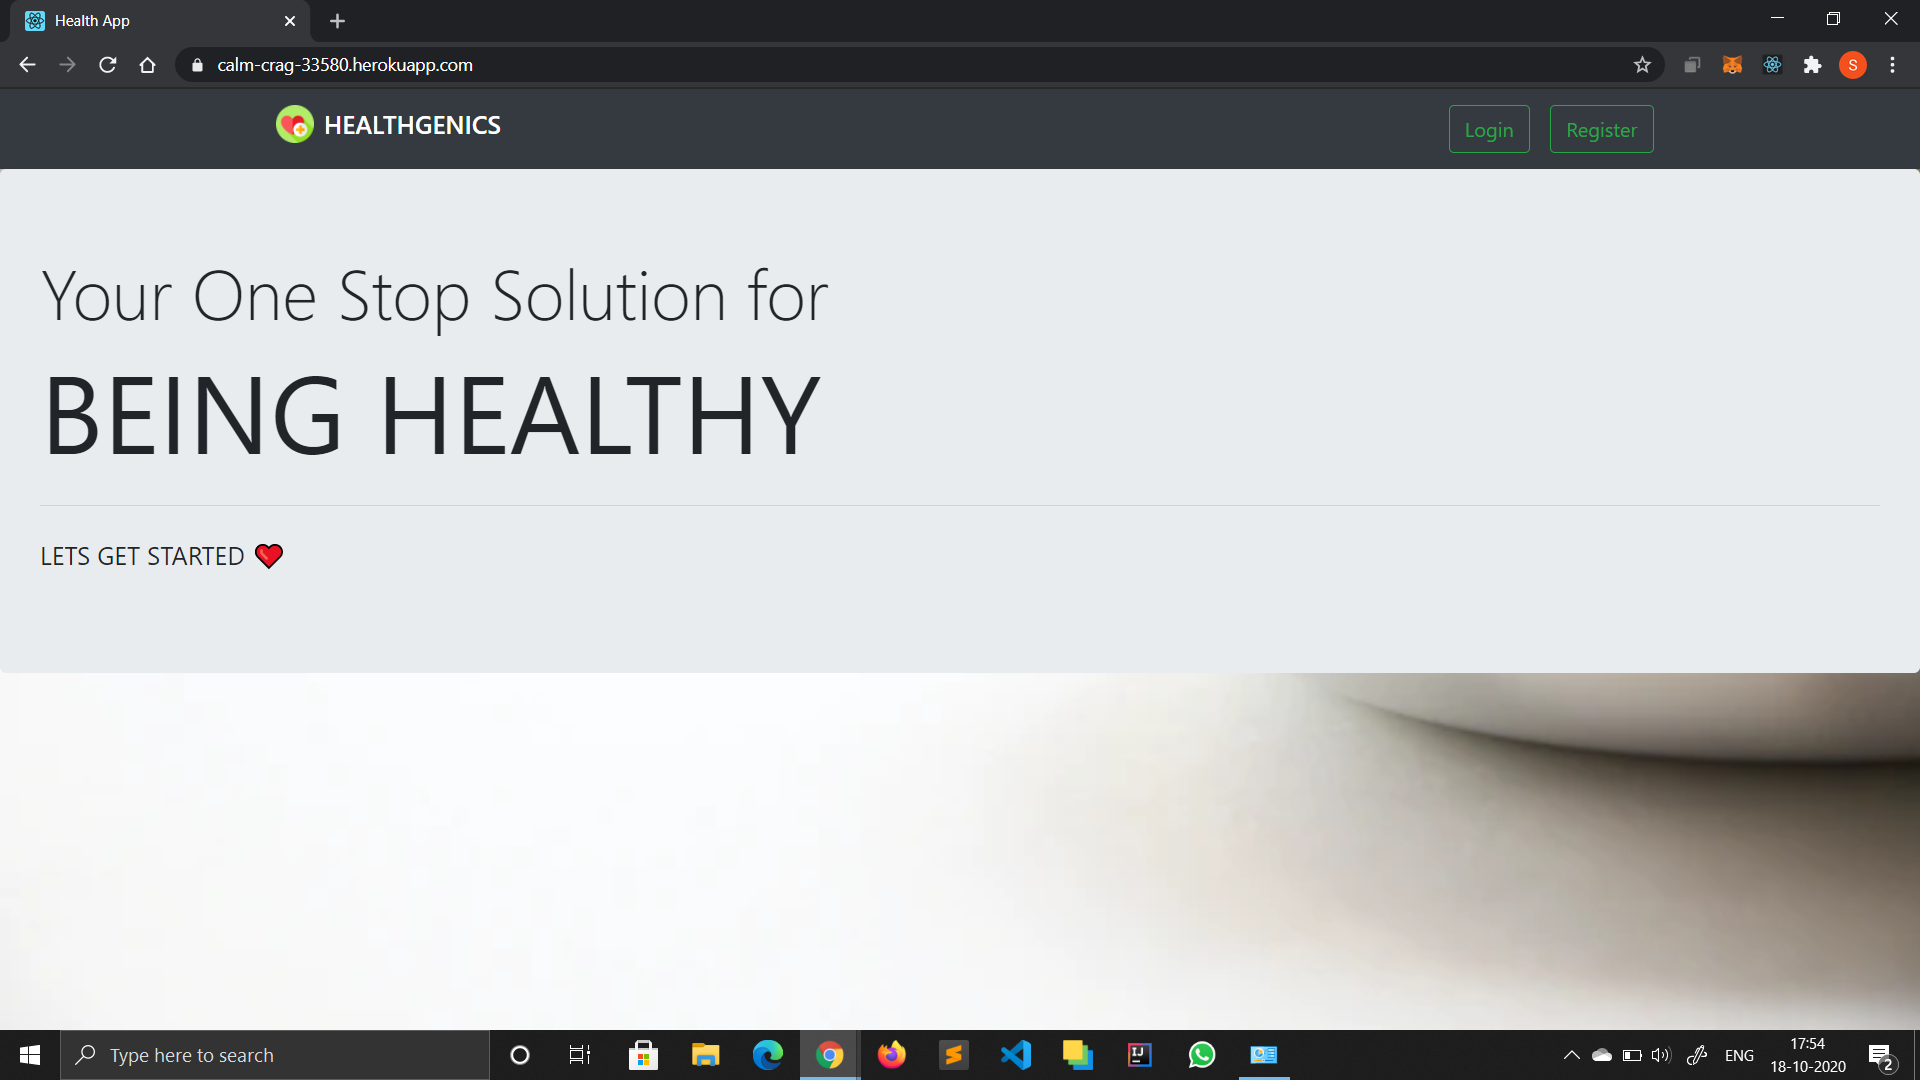 Health App
calm-crag-33580.herokuapp.com
S
HEALTHGENICS
Login
Register
Your One Stop Solution for
BEING HEALTHY
LETS GET STARTED
Type here to search
IJ
ENG
17:54
18-10-2020
2